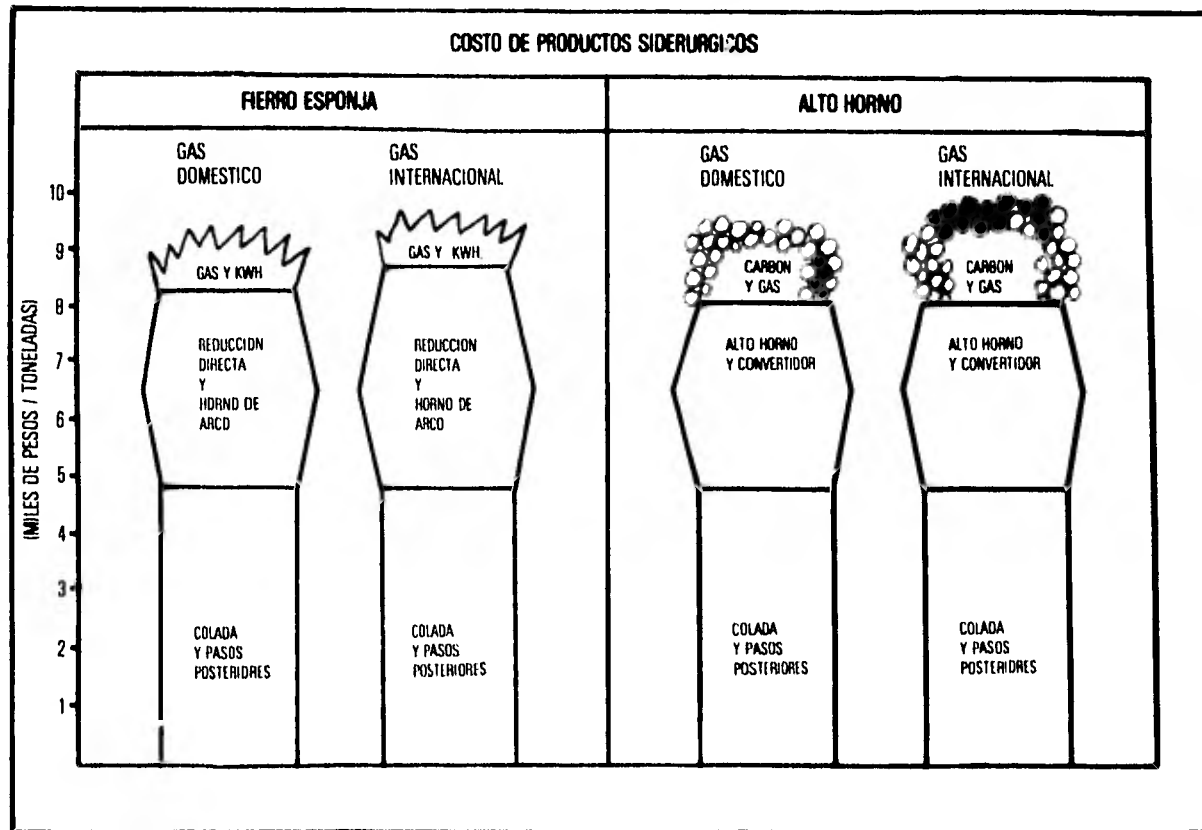 COSTO DE PRODUCTOS SIDERURGICOS
FIERRO ESPONJA
ALTO HORNO
GAS
DOMESTICO
GAS
INTERNACIONAL
GAS
DOMESTICO
GAS
INTERNACIONAL
(MILES DE PESOS / TONELADAS)
10
9
8
7
6
5
4
3
2
1
GAS Y KWH
REDUCCION
DIRECTA
Y
HORNO DE
ARCO
COLADA
Y PASOS
POSTERIORES
GAS Y KWH
REDUCCION
DIRECTA
Y
HORNO DE
ARCO
COLADA
Y PASOS
POSTERIORES
CARBON
Y GAS
ALTO HORNO
Y CONVERTIDOR
COLADA
Y PASOS
POSTERIORES
CARBON
Y GAS
ALTO HORNO
Y CONVERTIDOR
COLADA
Y PASOS
POSTERIORES